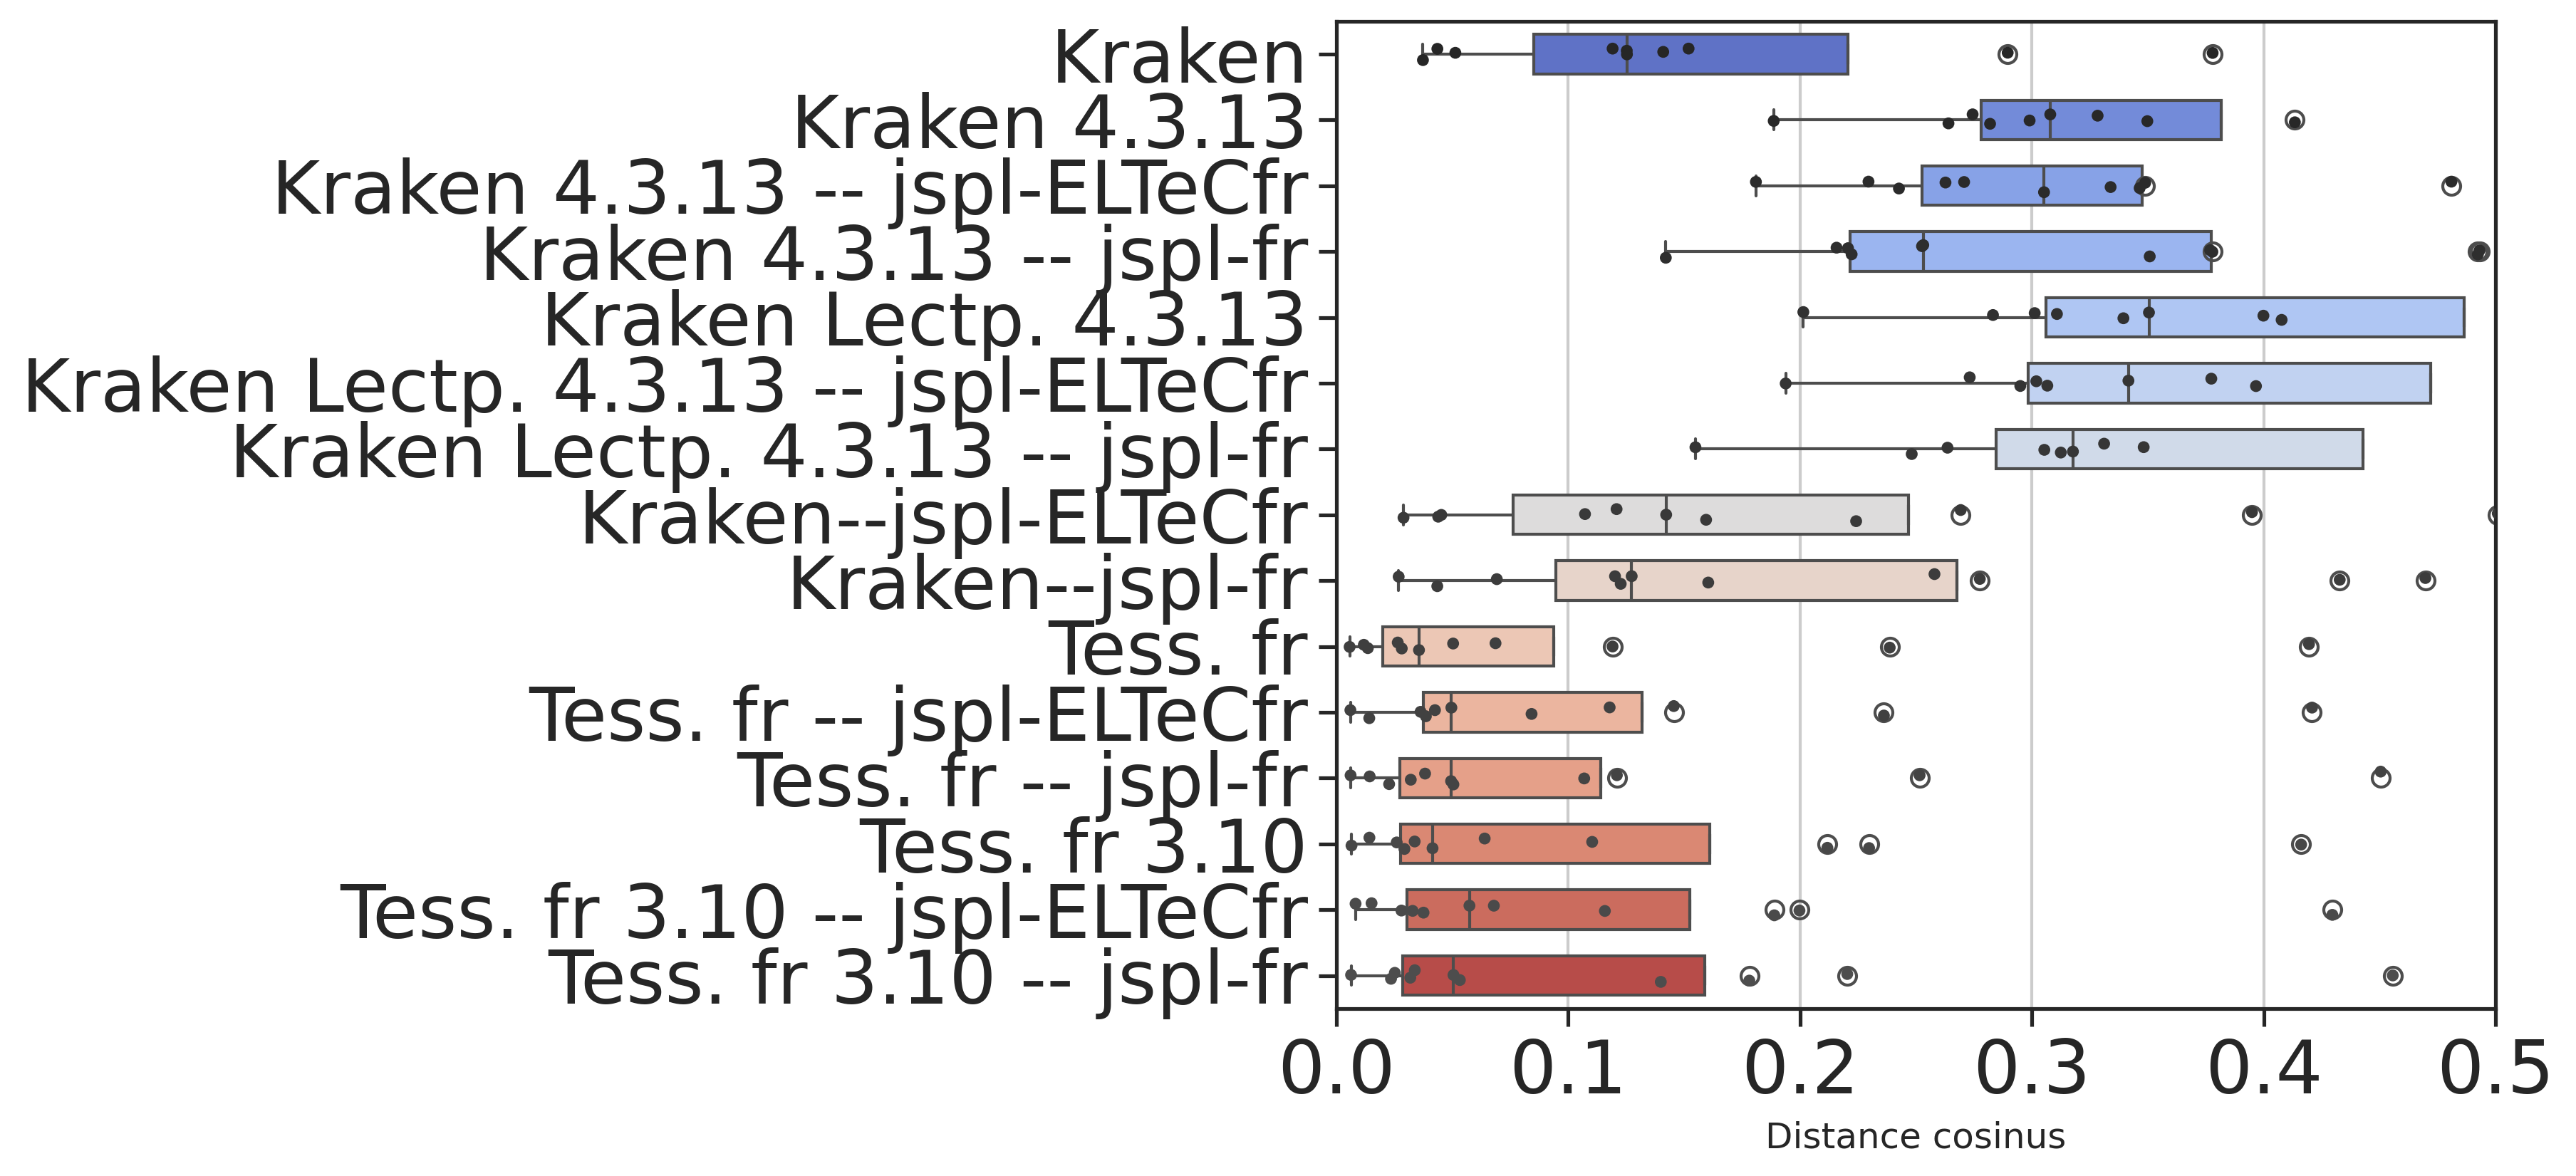 Kraken
Kraken 4.3.13
Kraken 4.3.13 -- jspl-ELTeCfr
Kraken 4.3.13 -- jspl-fr
Kraken Lectp. 4.3.13
Kraken Lectp. 4.3.13 -- jspl-ELTeCfr
Kraken Lectp. 4.3.13 -- jspl-fr
Kraken--jspl-ELTeCfr
Kraken--jspl-fr
Tess. fr
Tess. fr -- jspl-ELTeCfr
Tess. fr -- jspl-fr
Tess. fr 3.10
Tess. fr 3.10 -- jspl-ELTeCfr
Tess. fr 3.10 -- jspl-fr
0.0 0.1 0.2 0.3 0.4 0.5
Distance cosinus